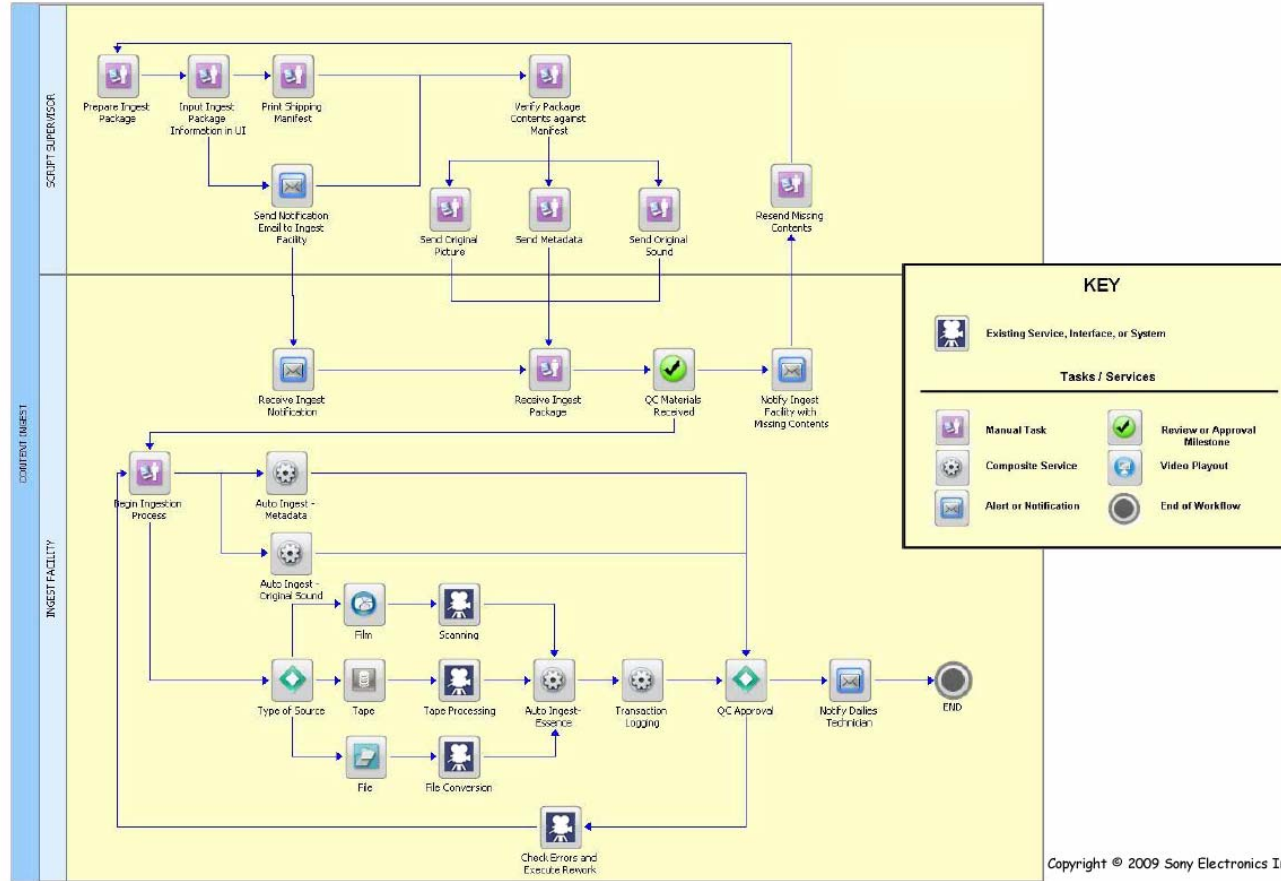 CONTENT INGEST
SCRIPT SUPERVISOR
Prepare Ingest
Package
Input Ingest
Package
Information in UI
Print Shipping
Manifest
Verify Package
Contents against
Manifest
Send Notification
Email to Ingest
Facility
Send Original
Picture
Send Metadata
Send Original
Sound
Resend Missing
Contents
INGEST FACILITY
Receive Ingest
Notification
Receive Ingest
Package
QC Materials
Received
Notify Ingest
Facility with
Missing Contents
Begin Ingestion
Process
Auto Ingest -
Metadata
Auto Ingest -
Original Sound
Film
Scanning
Type of Source
Tape
Tape Processing
Auto Ingest-
Essence
Transaction
Logging
QC Approval
Notify Dailies
Technician
END
File
File Conversion
Check Errors and
Execute Rework
KEY
Existing Service, Interface, or System
Tasks / Services
Manual Task
Review or Approval
Milestone
Composite Service
Video Playout
Alert or Notification
End of Workflow
Copyright © 2009 Sony Electronics